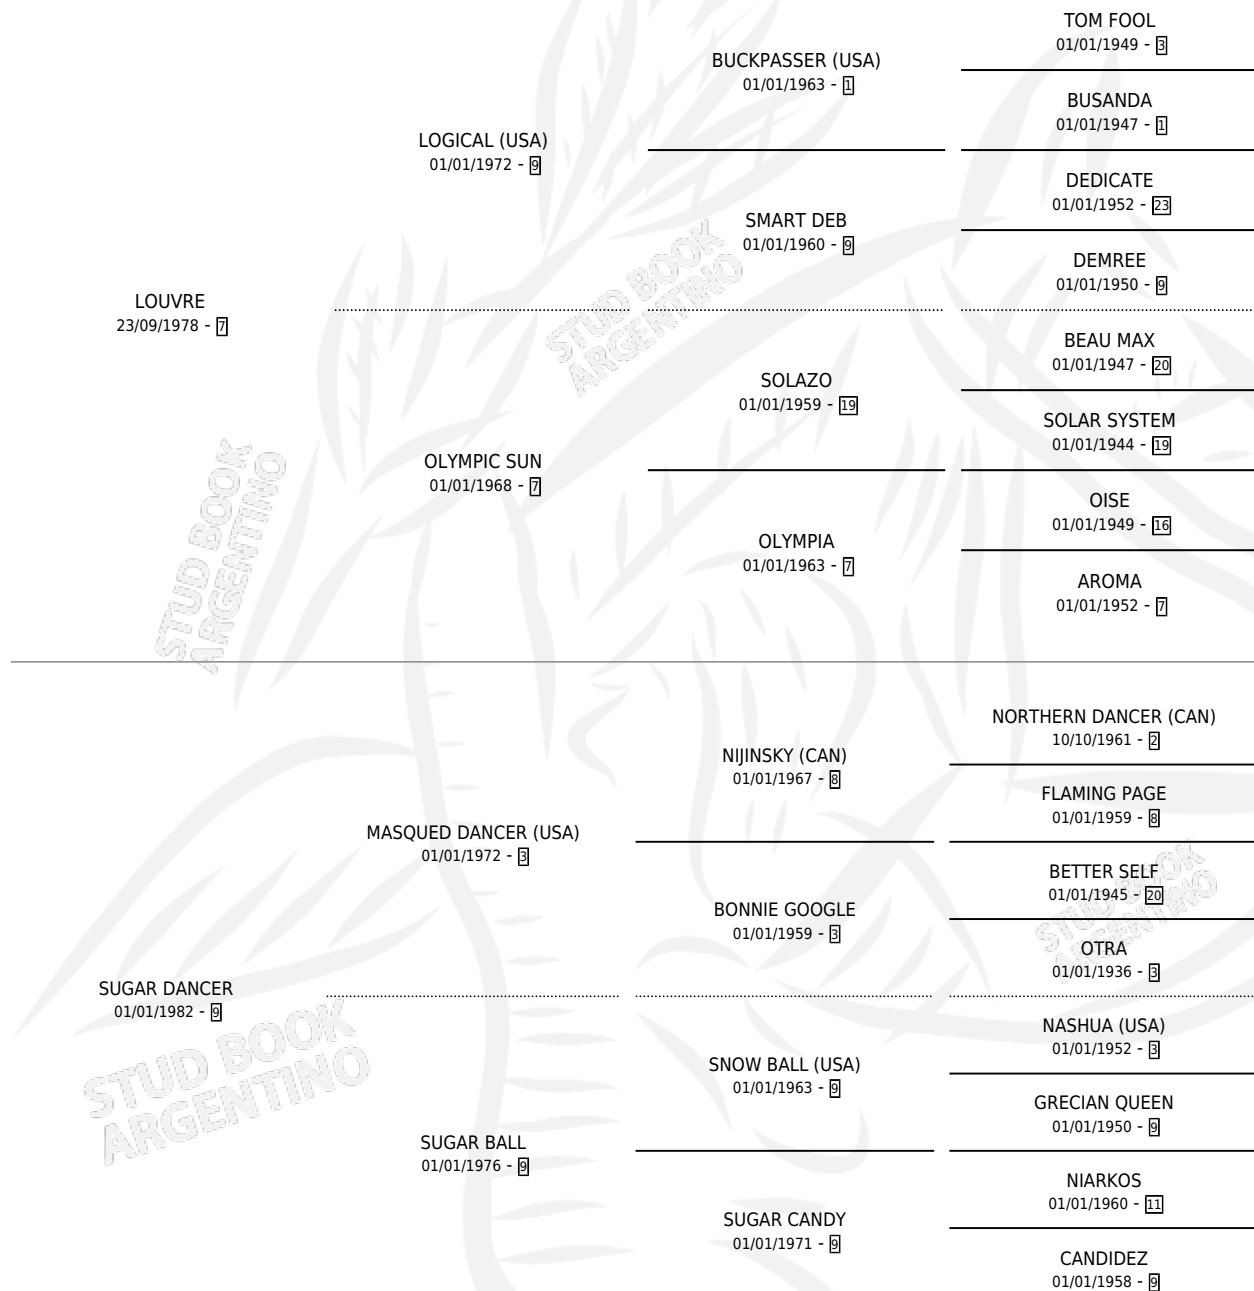 TOM FOOL
01/01/1949 - 3
BUCKPASSER (USA)
01/01/1963 - 1
BUSANDA
01/01/1947 - 1
LOGICAL (USA)
01/01/1972 - 9
DEDICATE
01/01/1952 - 23
SMART DEB
01/01/1960 - 9
DEMREE
01/01/1950 - 9
LOUVRE
23/09/1978 - 7
BEAU MAX
01/01/1947 - 20
SOLAZO
01/01/1959 - 19
SOLAR SYSTEM
01/01/1944 - 19
OLYMPIC SUN
01/01/1968 - 7
OISE
01/01/1949 - 16
OLYMPIA
01/01/1963 - 7
AROMA
01/01/1952 - 7
NORTHERN DANCER (CAN)
10/10/1961 - 2
NIJINSKY (CAN)
01/01/1967 - 8
FLAMING PAGE
01/01/1959 - 8
MASQUED DANCER (USA)
01/01/1972 - 3
BETTER SELF
01/01/1945 - 20
BONNIE GOOGLE
01/01/1959 - 3
OTRA
01/01/1936 - 3
SUGAR DANCER
01/01/1982 - 9
NASHUA (USA)
01/01/1952 - 3
SNOW BALL (USA)
01/01/1963 - 9
GRECIAN QUEEN
01/01/1950 - 9
SUGAR BALL
01/01/1976 - 9
NIARKOS
01/01/1960 - 11
SUGAR CANDY
01/01/1971 - 9
CANDIDEZ
01/01/1958 - 9
STUD BOOK
ARGENTINO
STUD BOOK
ARGENTINO
STUD BOOK
ARGENTINO
STUD BOOK
ARGENTINO